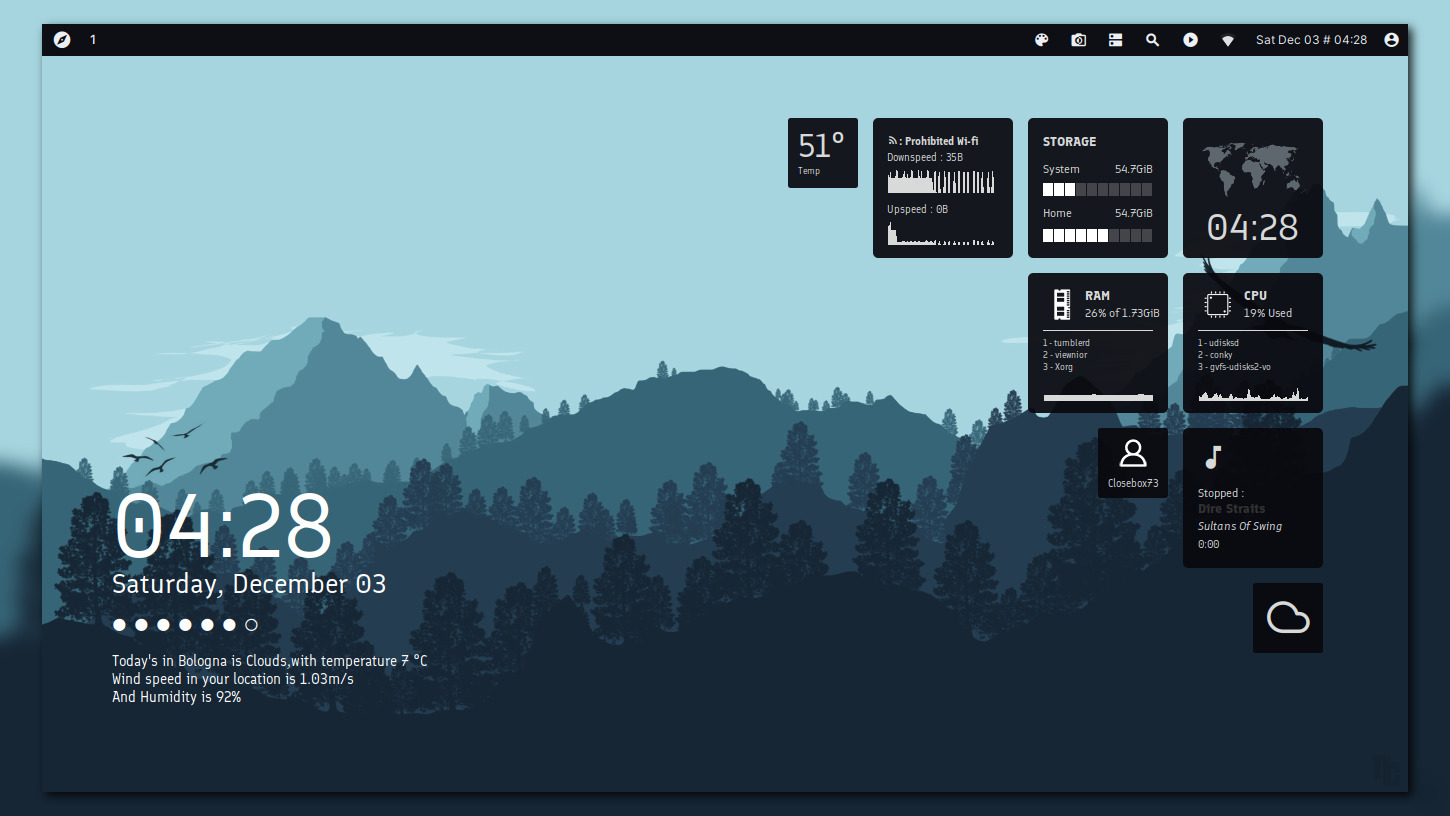 1
Sat Dec 03 # 04:28
51°
Temp
: Prohibited Wi-fi
Downspeed : 35B
Upspeed : 0B
STORAGE
System 54.7GiB
Home 54.7GiB
04:28
RAM
26% of 1.73GiB
1 - tumblerd
2 - viewnior
3 - Xorg
CPU
19% Used
1 - udisksd
2 - conky
3 - gvfs-udisks2-vo
Closebox73
Stopped :
Dire Straits
Sultans Of Swing
0:00
04:28
Saturday, December 03
Today's in Bologna is Clouds,with temperature 7 °C
Wind speed in your location is 1.03m/s
And Humidity is 92%